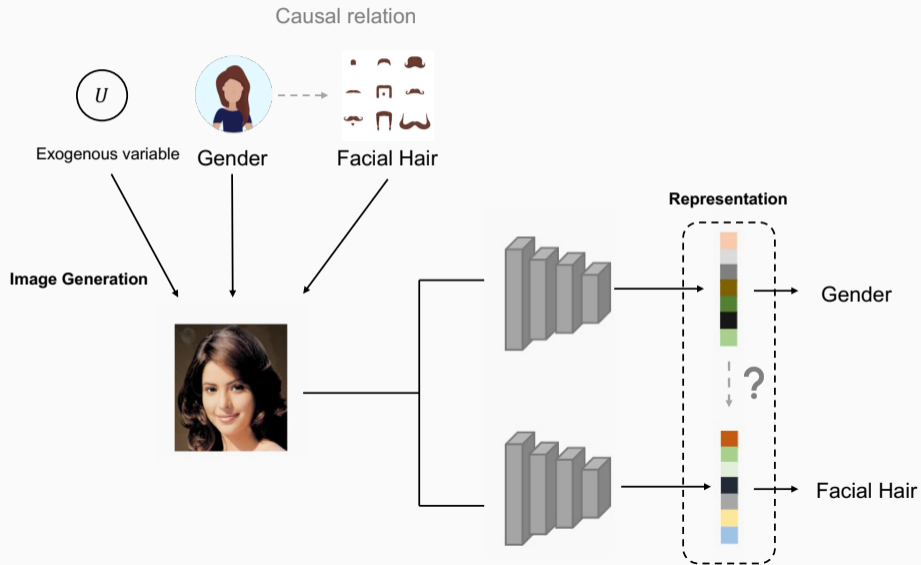 Causal relation
U
Exogenous variable
Gender
Facial Hair
Representation
Image Generation
Gender
?
Facial Hair